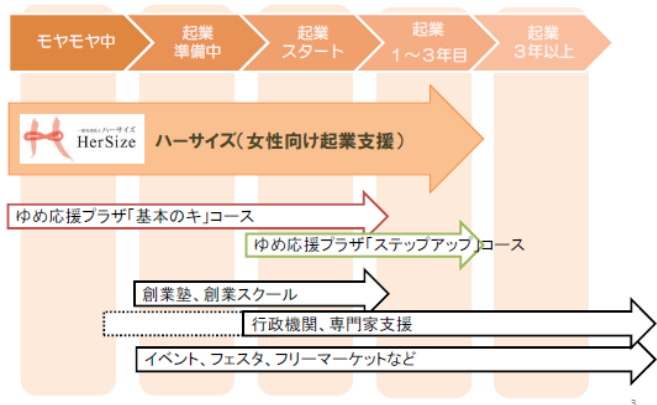 モヤモヤ中
起業
準備中
起業
スタート
起業
1～3年目
起業
3年以上
一般社団法人ハーサイズ
HerSize
ハーサイズ（女性向け起業支援）
ゆめ応援プラザ「基本のキ」コース
ゆめ応援プラザ「ステップアップ」コース
創業塾、創業スクール
行政機関、専門家支援
イベント、フェスタ、フリーマーケットなど
3